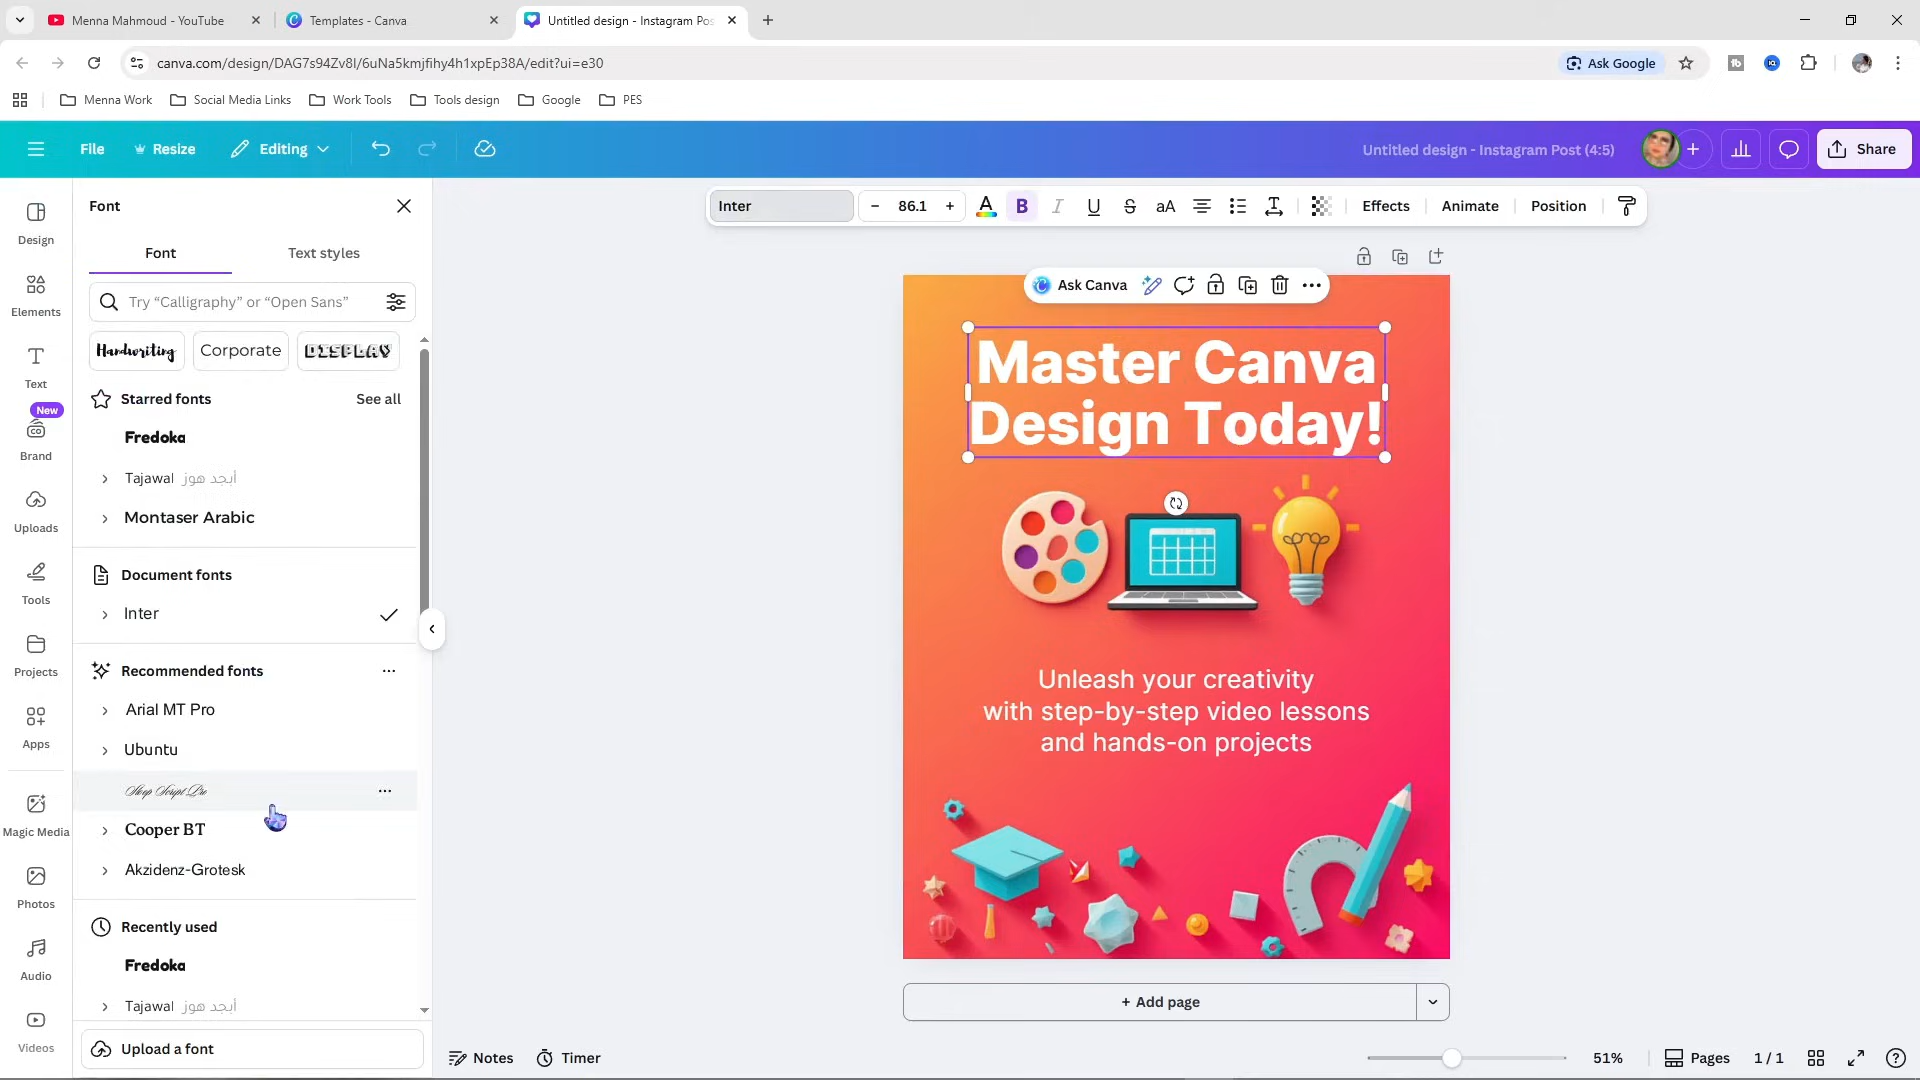 Menna Mahmoud - YouTube
Templates - Canva
Untitled design - Instagram Pos
canva.com/design/DAG7s94Zv8I/6uNa5kmjfihy4h1xpEp38A/edit?ui=e30
Ask Google
Menna Work
Social Media Links
Work Tools
Tools design
Google
PES
File
Resize
Editing
Untitled design - Instagram Post (4:5)
Share
Design
Elements
Text
New
Brand
Uploads
Tools
Projects
Apps
Magic Media
Photos
Audio
Videos
Font
Font
Text styles
Try “Calligraphy” or “Open Sans”
Handwriting
Corporate
DISPLAY
Starred fonts
See all
Fredoka
Tajawal أبجد هوز
Montaser Arabic
Document fonts
Inter
Recommended fonts
Arial MT Pro
Ubuntu
Cooper BT
Akzidenz-Grotesk
Recently used
Fredoka
Tajawal أبجد هوز
Upload a font
Inter
86.1
A
B
I
U
S
aA
Effects
Animate
Position
Ask Canva
Master Canva
Design Today!
Unleash your creativity
with step-by-step video lessons
and hands-on projects
+ Add page
Notes
Timer
51%
Pages
1 / 1